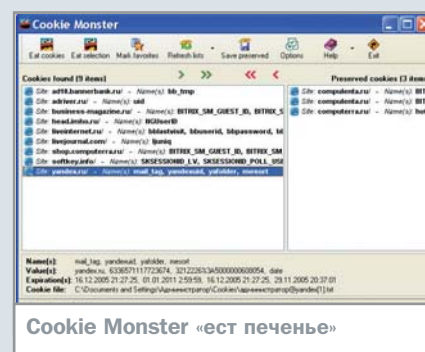 Cookie Monster
Eat cookies Eat selection Mark favorites Refresh lists Save preserved Options Help Exit
Cookies found (9 items)
Preserved cookies (3 item
Site: ad10.bannerbank.ru/ - Name(s): bb_tmp
Site: adriver.ru/ - Name(s): uid
Site: business-magazine.ru/ - Name(s): BITRIX_SM_GUEST_ID, BITRIX_S
Site: head.imho.ru/ - Name(s): NGUserID
Site: liveinternet.ru/ - Name(s): bblastvisit, bbuserid, bbpassword, bl
Site: livejournal.com/ - Name(s): ljuniq
Site: shop.computerra.ru/ - Name(s): BITRIX_SM_GUEST_ID, BITRIX_SM
Site: softkey.info/ - Name(s): SKSESSIONID_LV, SKSESSIONID_POLL_USI
Site: yandex.ru/ - Name(s): mail_tag, yandexuid, yafolder, mesort
Site: compulenta.ru/ - Name(s): BIT
Site: computerra.ru/ - Name(s): BIT
Site: computerra.ru/ - Name(s): hot
Name(s): mail_tag, yandexuid, yafolder, mesort
Value(s): yandex.ru, 6336571117723674, date
Expiration(s): 16.12.2005 21:27:25, 01.01.2011 2:59:59, 16.12.2005 21:27:25, 29.11.2005 20:37:01
Cookie file: C:\Documents and Settings\Администратор\Cookies\администратор@yandex[1].txt
Cookie Monster «ест печенье»